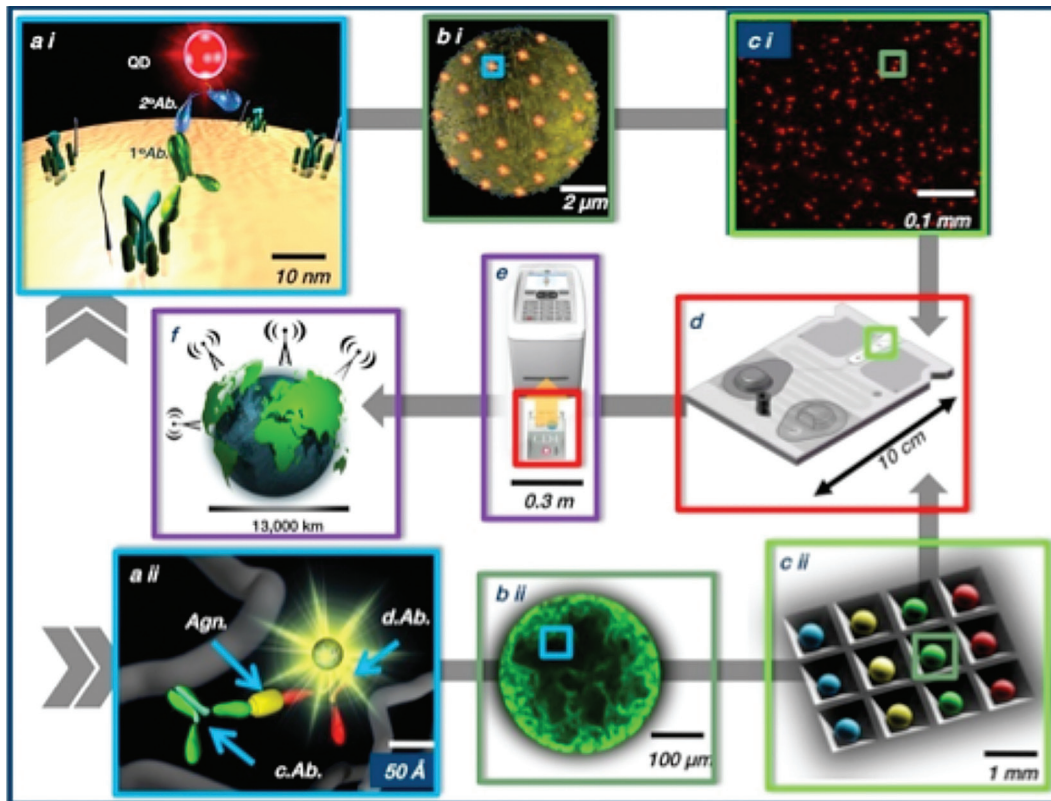 a i
QD
2°Ab.
1°Ab.
10 nm
b i
2 µm
c i
0.1 mm
f
13,000 km
e
0.3 m
d
10 cm
a ii
Agn.
d.Ab.
c.Ab.
50 Å
b ii
100 µm
c ii
1 mm